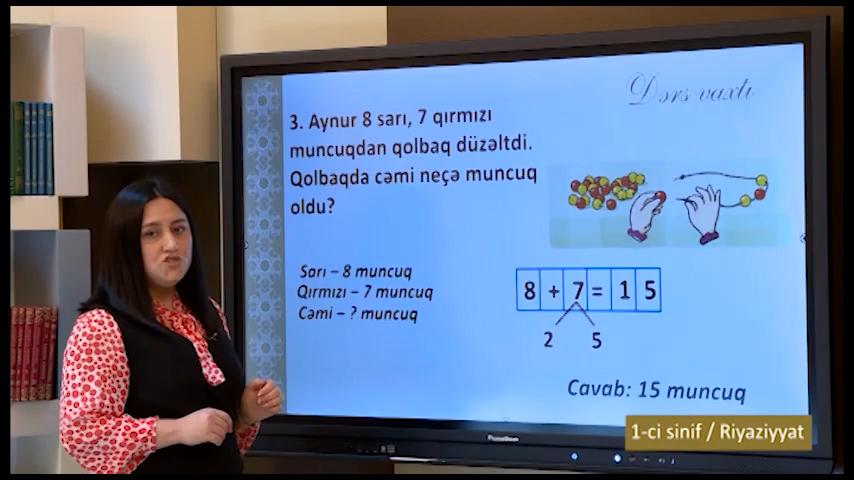 Dərs vaxtı
3. Aynur 8 sarı, 7 qırmızı
muncuqdan qolbaq düzəltdi.
Qolbaqda cəmi neçə muncuq
oldu?
Sarı – 8 muncuq
Qırmızı – 7 muncuq
Cəmi – ? muncuq
8 + 7 = 1 5
2 5
Cavab: 15 muncuq
1-ci sinif / Riyaziyyat
Promethean